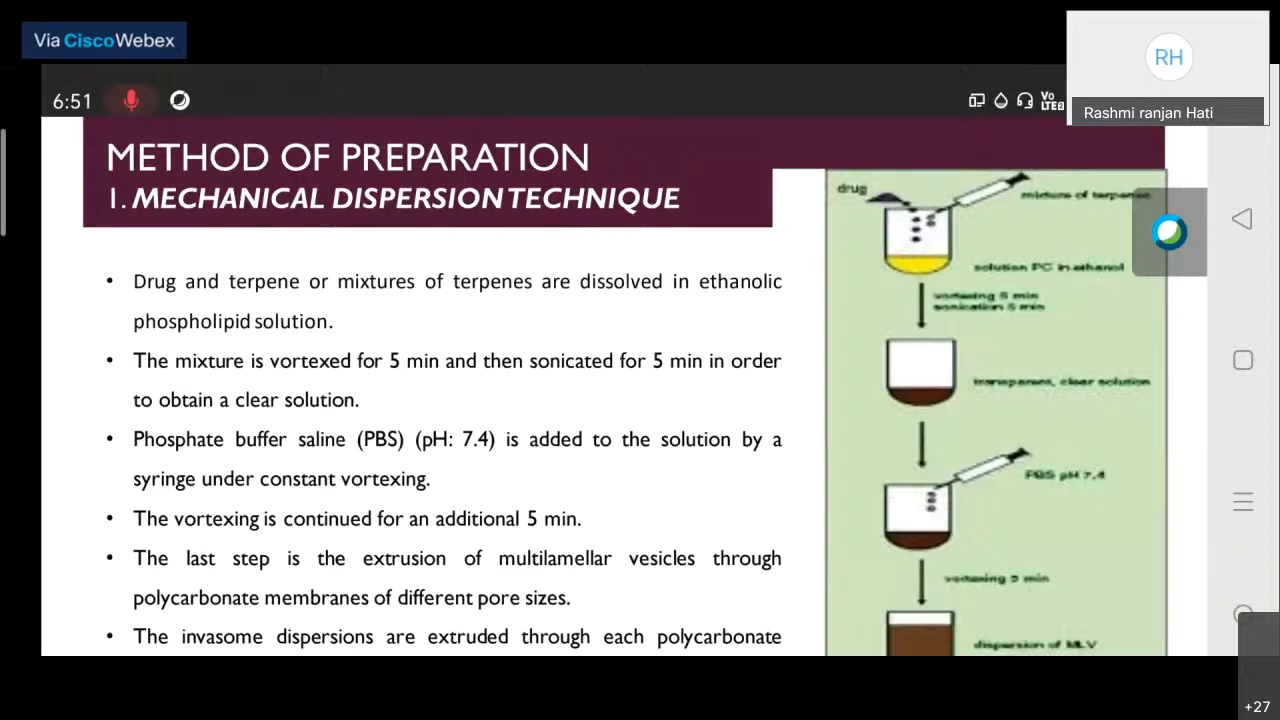 Via Cisco Webex
RH
Rashmi ranjan Hati
6:51
Vo
LTE2
METHOD OF PREPARATION
1. MECHANICAL DISPERSION TECHNIQUE
• Drug and terpene or mixtures of terpenes are dissolved in ethanolic
phospholipid solution.
• The mixture is vortexed for 5 min and then sonicated for 5 min in order
to obtain a clear solution.
• Phosphate buffer saline (PBS) (pH: 7.4) is added to the solution by a
syringe under constant vortexing.
• The vortexing is continued for an additional 5 min.
• The last step is the extrusion of multilamellar vesicles through
polycarbonate membranes of different pore sizes.
• The invasome dispersions are extruded through each polycarbonate
drug
mixture of terpenes
solution PC in ethanol
vortexing 5 min
sonication 5 min
transparent, clear solution
PBS pH 7,4
vortexing 5 min
dispersion of MLV
+27